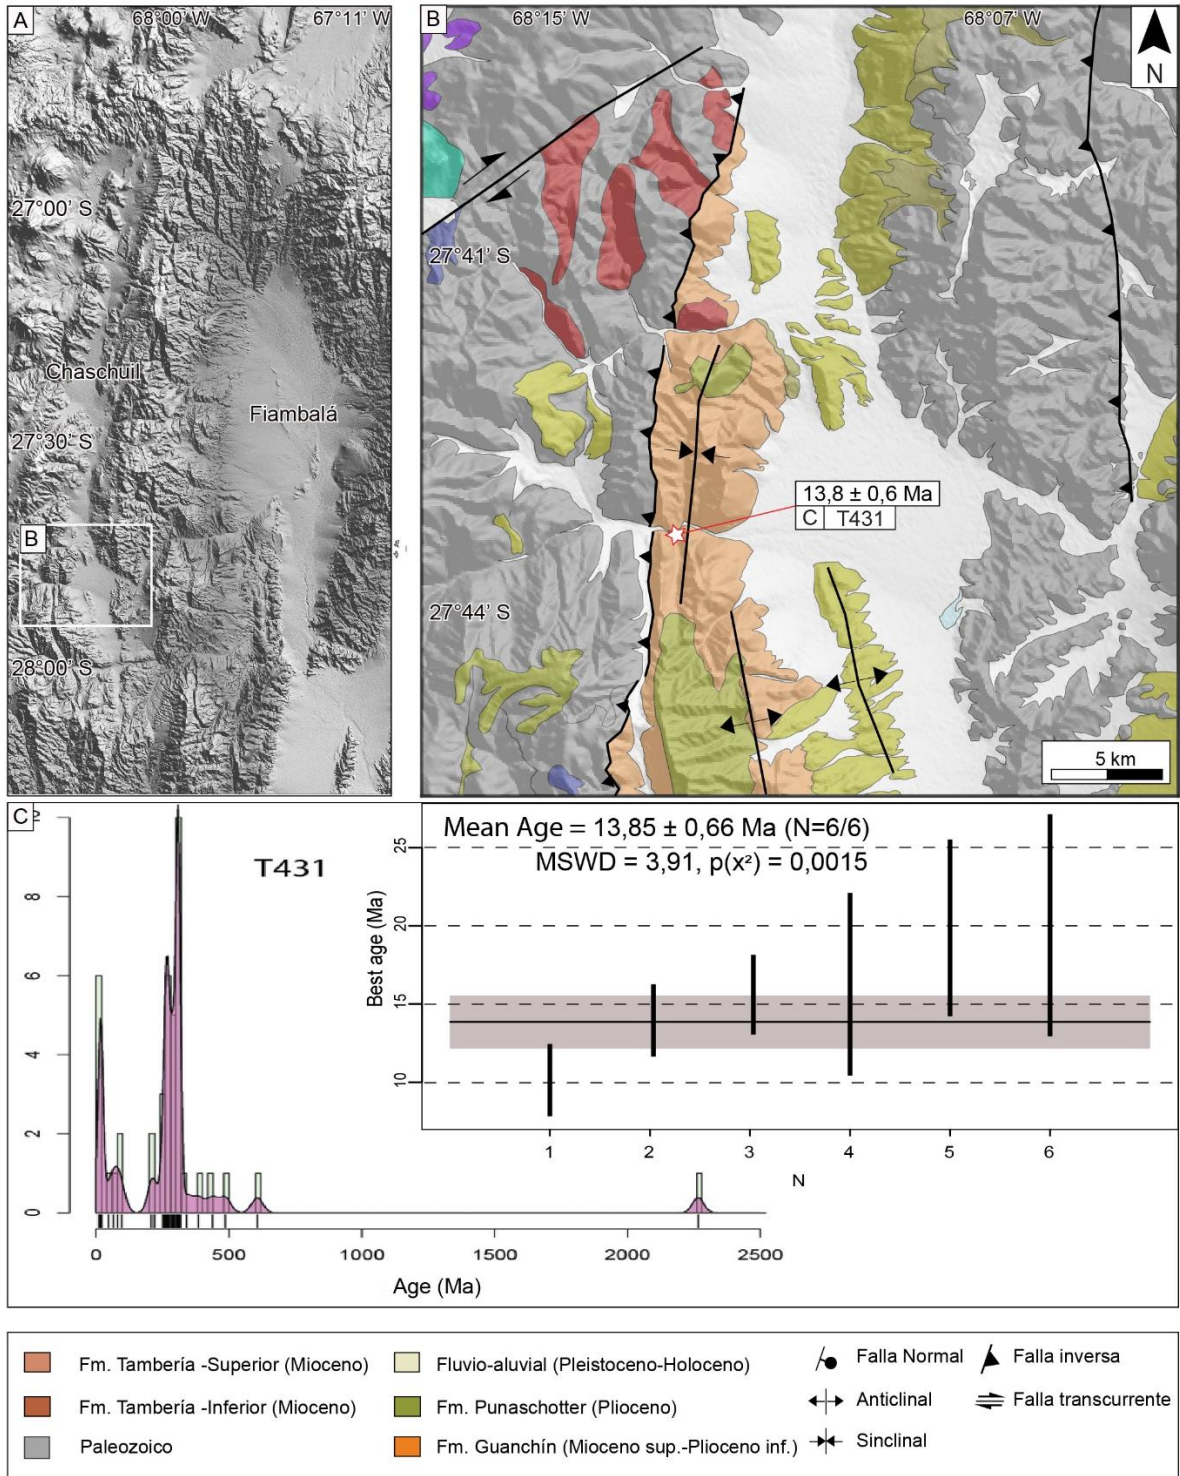 A
68°00' W
67°11' W
27°00' S
Chaschuil
Fiambalá
27°30' S
B
28°00' S
B
68°15' W
68°07' W
N
27°41' S
13,8 ± 0,6 Ma
C T431
27°44' S
5 km
C
T431
Mean Age = 13,85 ± 0,66 Ma (N=6/6)
MSWD = 3,91, p(x²) = 0,0015
Best age (Ma)
25
20
15
10
1 2 3 4 5 6
N
8
6
4
2
0
0 500 1000 1500 2000 2500
Age (Ma)
Fm. Tambería -Superior (Mioceno)
Fm. Tambería -Inferior (Mioceno)
Paleozoico
Fluvio-aluvial (Pleistoceno-Holoceno)
Fm. Punaschotter (Plioceno)
Fm. Guanchín (Mioceno sup.-Plioceno inf.)
Falla Normal
Anticlinal
Sinclinal
Falla inversa
Falla transcurrente